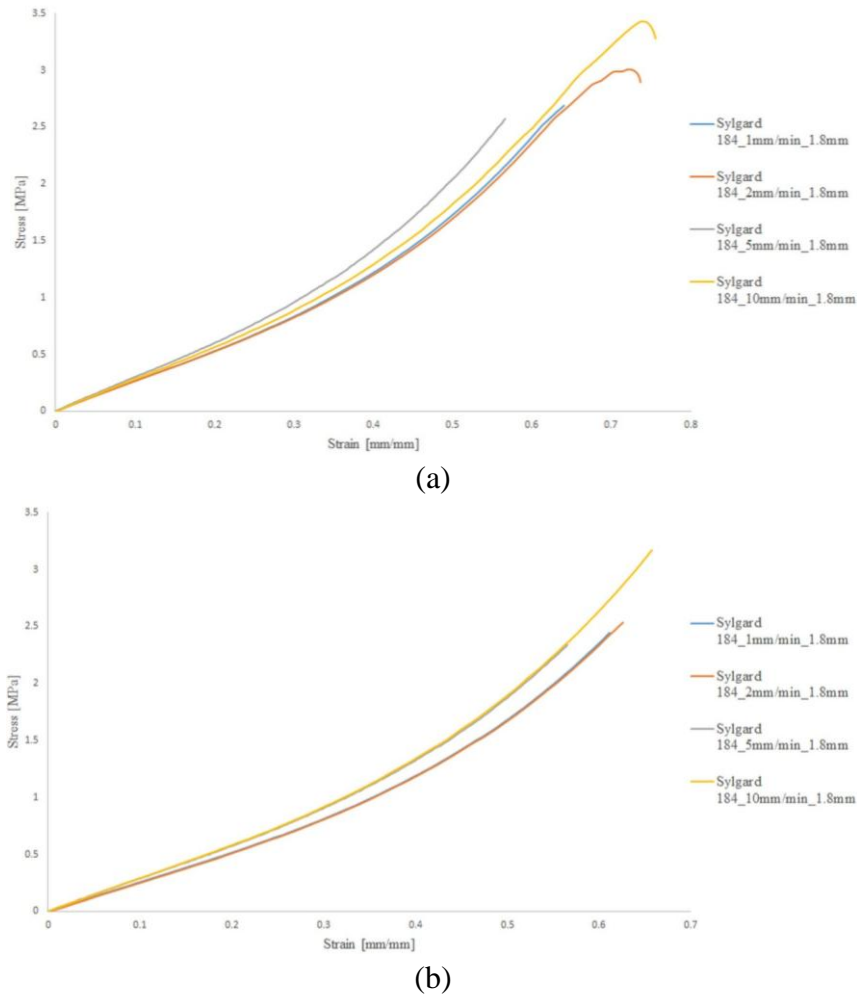 3.5
3
2.5
2
1.5
1
0.5
0
Stress [MPa]
0
0.1
0.2
0.3
0.4
0.5
0.6
0.7
0.8
Strain [mm/mm]
Sylgard
184_1mm/min_1.8mm
Sylgard
184_2mm/min_1.8mm
Sylgard
184_5mm/min_1.8mm
Sylgard
184_10mm/min_1.8mm
(a)
3.5
3
2.5
2
1.5
1
0.5
0
Stress [MPa]
0
0.1
0.2
0.3
0.4
0.5
0.6
0.7
Strain [mm/mm]
Sylgard
184_1mm/min_1.8mm
Sylgard
184_2mm/min_1.8mm
Sylgard
184_5mm/min_1.8mm
Sylgard
184_10mm/min_1.8mm
(b)